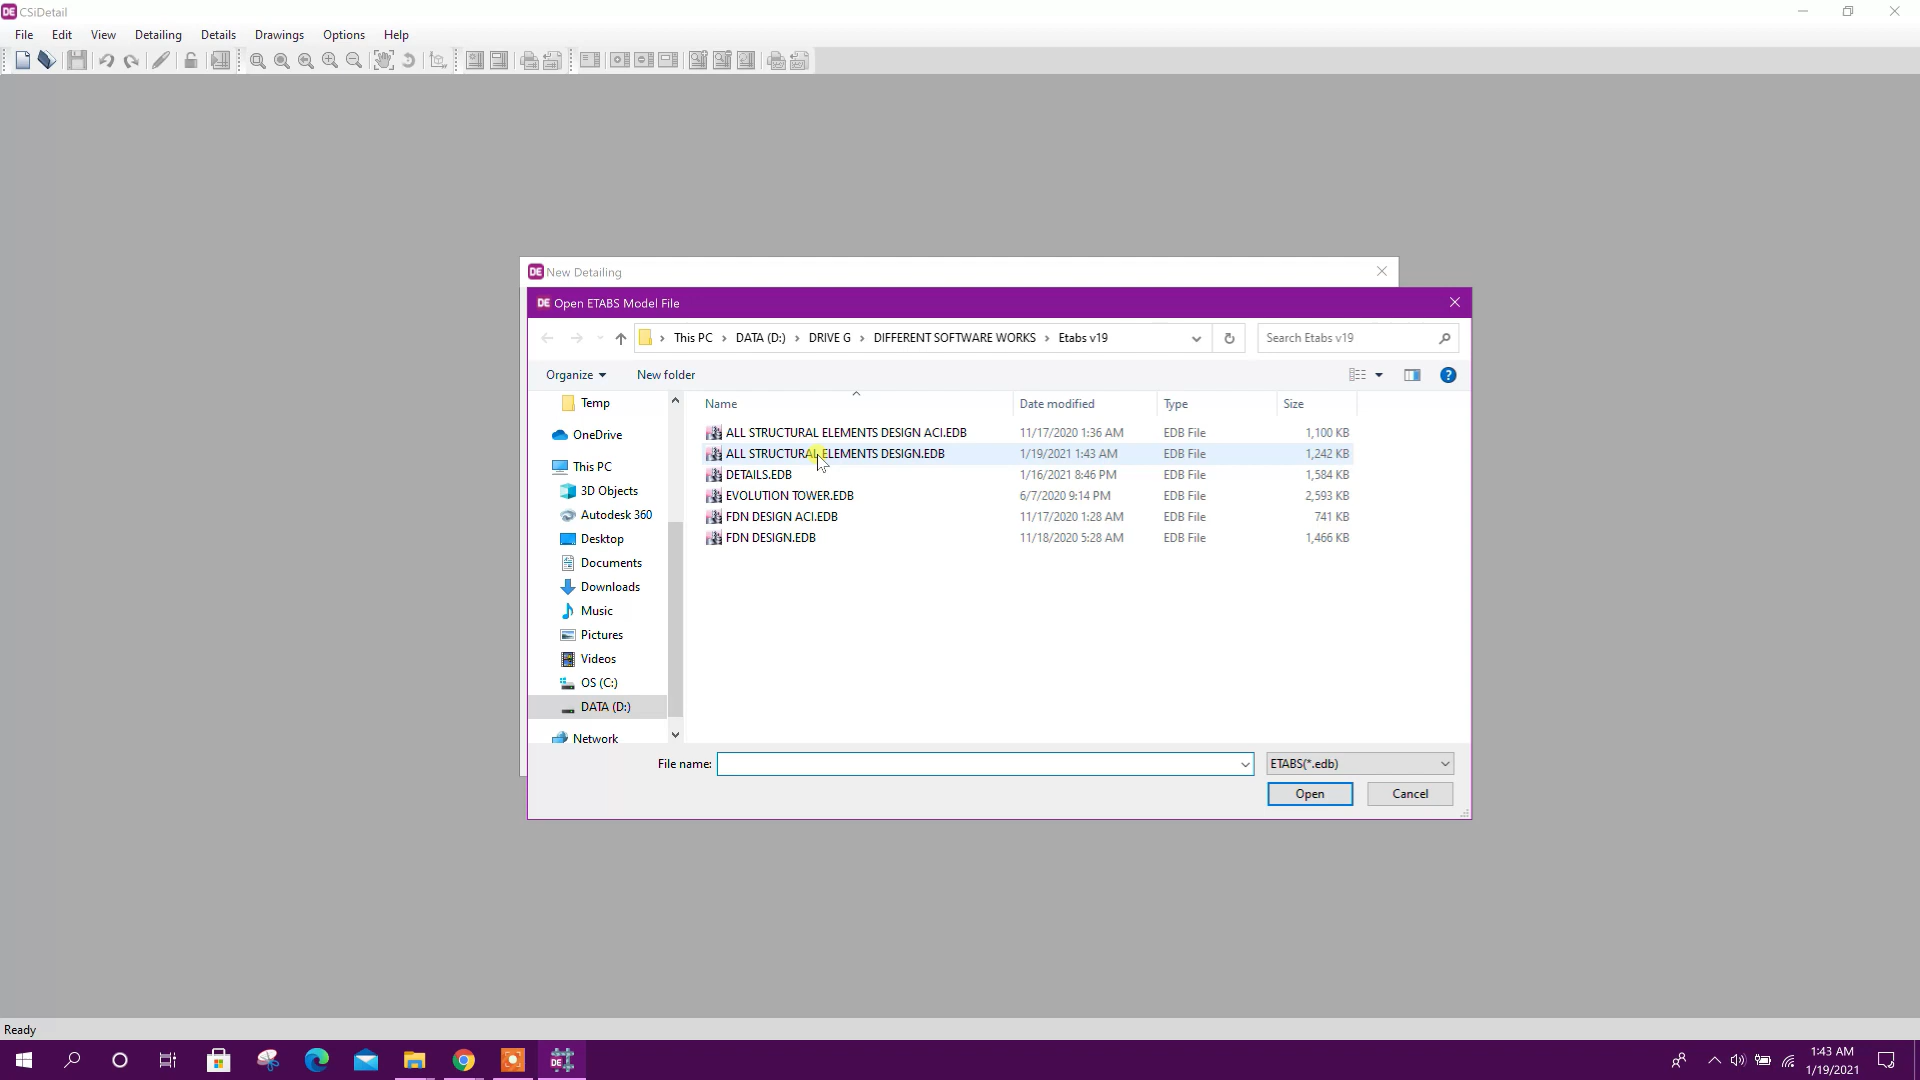 DE CSiDetail
File Edit View Detailing Details Drawings Options Help
DE New Detailing
DE Open ETABS Model File
This PC › DATA (D:) › DRIVE G › DIFFERENT SOFTWARE WORKS › Etabs v19
Search Etabs v19
Organize New folder
Name Date modified Type Size
Temp
OneDrive
This PC
3D Objects
Autodesk 360
Desktop
Documents
Downloads
Music
Pictures
Videos
OS (C:)
DATA (D:)
Network
ALL STRUCTURAL ELEMENTS DESIGN ACI.EDB 11/17/2020 1:36 AM EDB File 1,100 KB
ALL STRUCTURAL ELEMENTS DESIGN.EDB 1/19/2021 1:43 AM EDB File 1,242 KB
DETAILS.EDB 1/16/2021 8:46 PM EDB File 1,584 KB
EVOLUTION TOWER.EDB 6/7/2020 9:14 PM EDB File 2,593 KB
FDN DESIGN ACI.EDB 11/17/2020 1:28 AM EDB File 741 KB
FDN DESIGN.EDB 11/18/2020 5:28 AM EDB File 1,466 KB
File name: ETABS(*.edb)
Open Cancel
Ready
DE
1:43 AM
1/19/2021